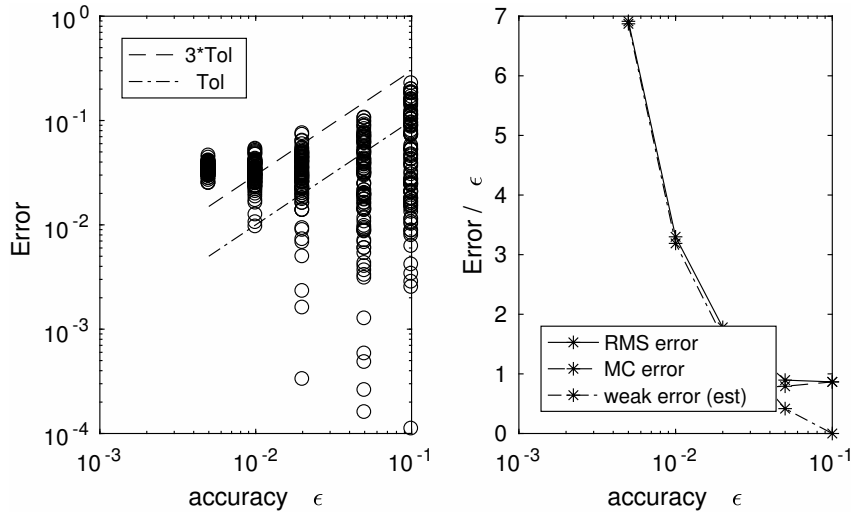 3*Tol
Tol
10^0
10^-1
10^-2
10^-3
10^-4
Error
10^-3
10^-2
10^-1
accuracy ϵ
7
6
5
4
3
2
1
0
Error / ϵ
RMS error
MC error
weak error (est)
10^-3
10^-2
10^-1
accuracy ϵ